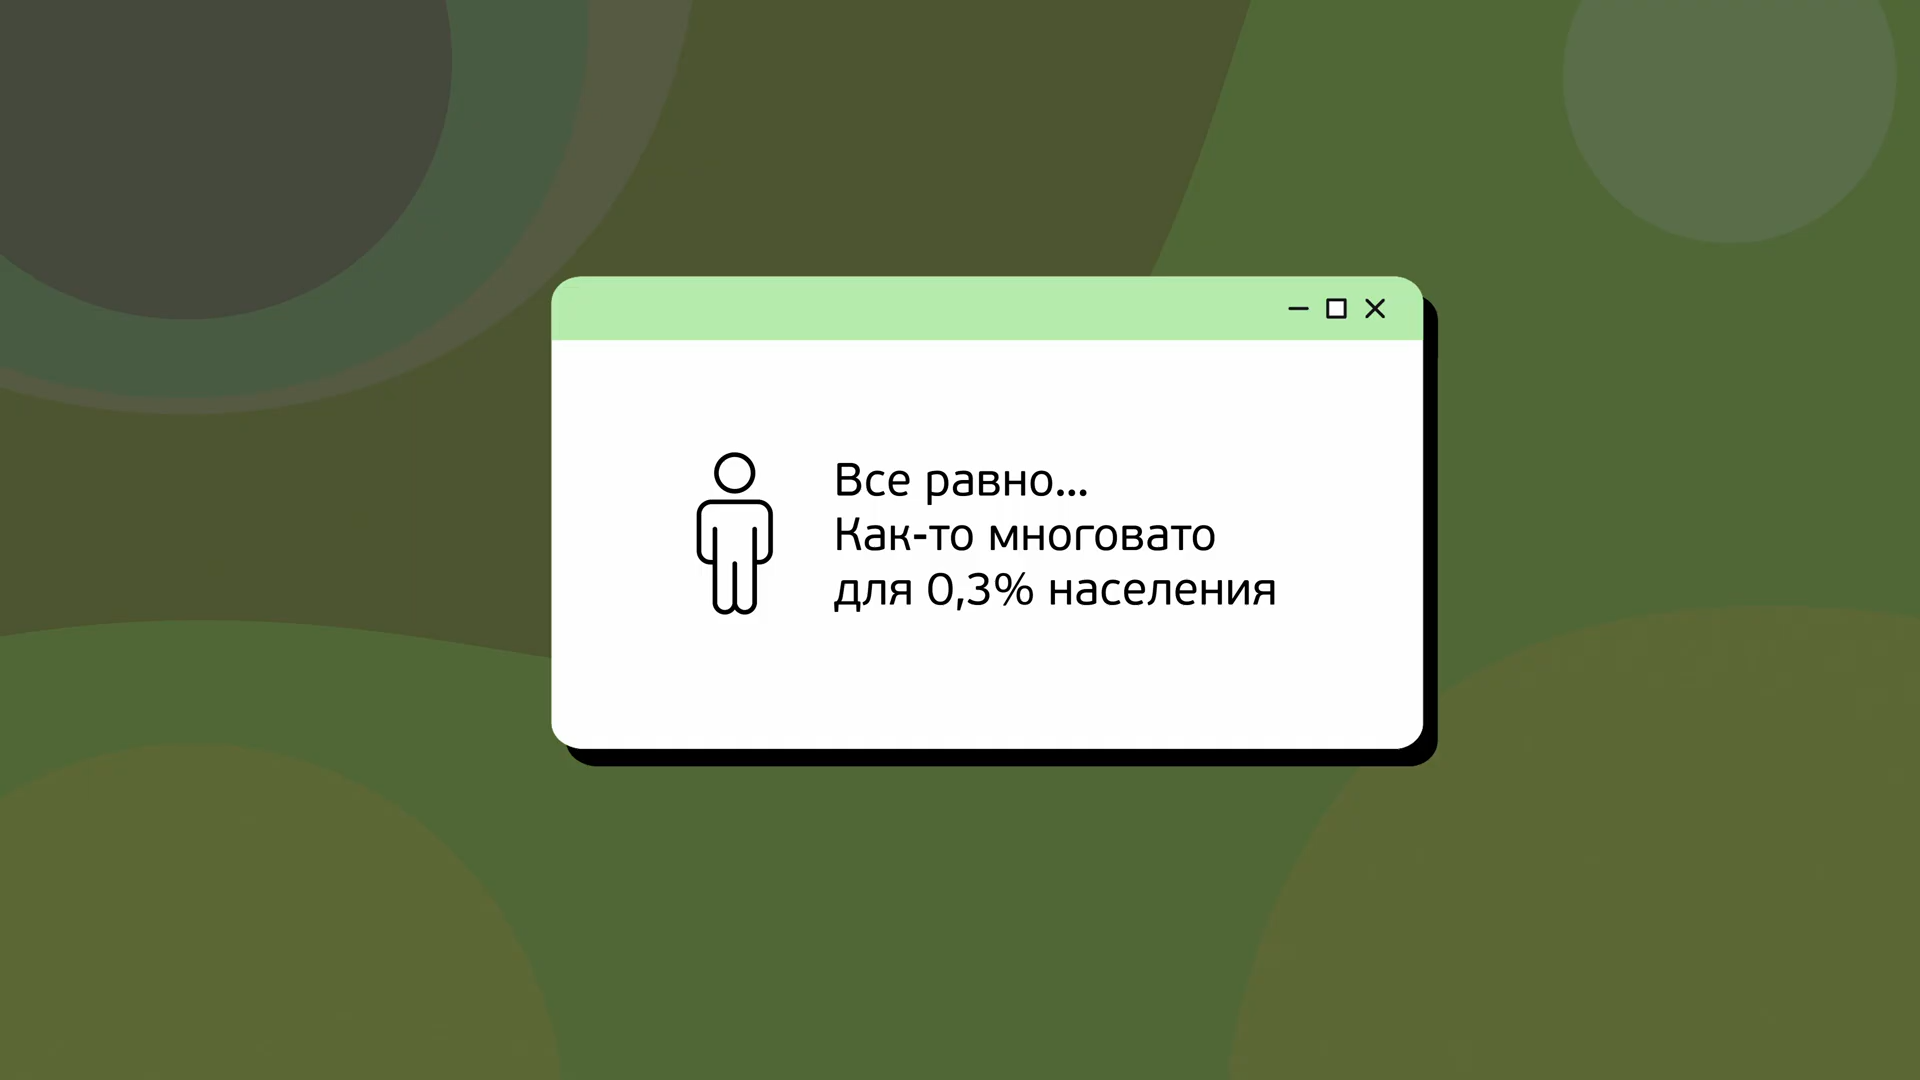 Все равно...
Как-то многовато
для 0,3% населения